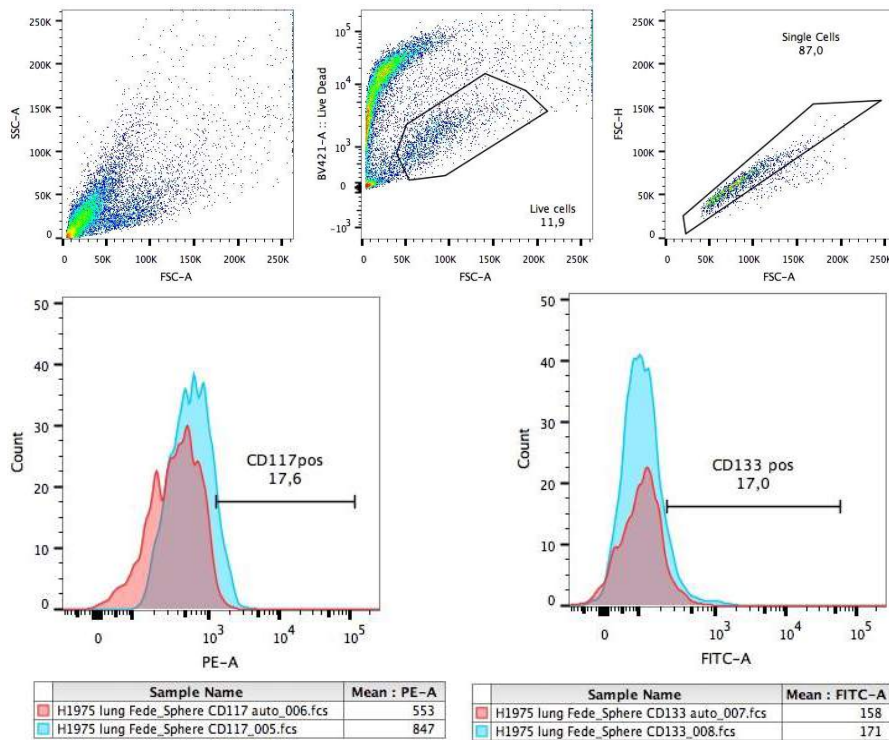 250K
200K
150K
100K
50K
0
SSC-A
0 50K 100K 150K 200K 250K
FSC-A
10^5
10^4
10^3
0
-10^3
BV421-A :: Live Dead
Live cells
11,9
0 50K 100K 150K 200K 250K
FSC-A
250K
200K
150K
100K
50K
0
FSC-H
Single Cells
87,0
0 50K 100K 150K 200K 250K
FSC-A
50
40
30
20
10
0
Count
CD117pos
17,6
0 10^3 10^4 10^5
PE-A
50
40
30
20
10
0
Count
CD133 pos
17,0
0 10^3 10^4 10^5
FITC-A
Sample Name Mean : PE-A
H1975 lung Fede_Sphere CD117 auto_006.fcs 553
H1975 lung Fede_Sphere CD117_005.fcs 847
Sample Name Mean : FITC-A
H1975 lung Fede_Sphere CD133 auto_007.fcs 158
H1975 lung Fede_Sphere CD133_008.fcs 171